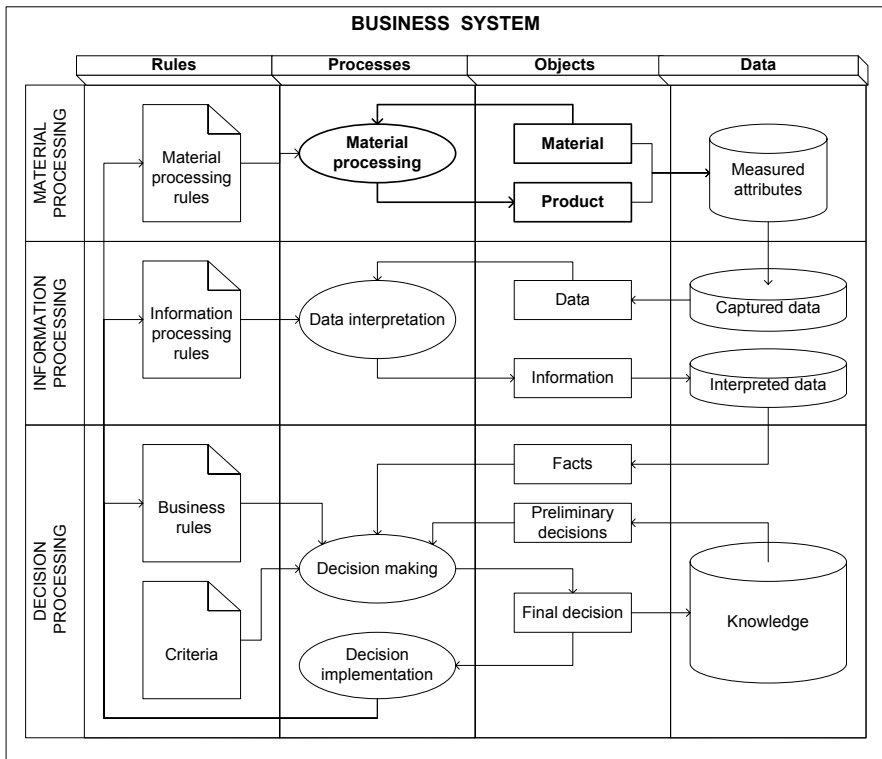 BUSINESS SYSTEM
Rules
Processes
Objects
Data
MATERIAL
PROCESSING
Material
processing
rules
Material
processing
Material
Product
Measured
attributes
INFORMATION
PROCESSING
Information
processing
rules
Data interpretation
Data
Information
Captured data
Interpreted data
DECISION
PROCESSING
Business
rules
Criteria
Decision making
Decision
implementation
Facts
Preliminary
decisions
Final decision
Knowledge